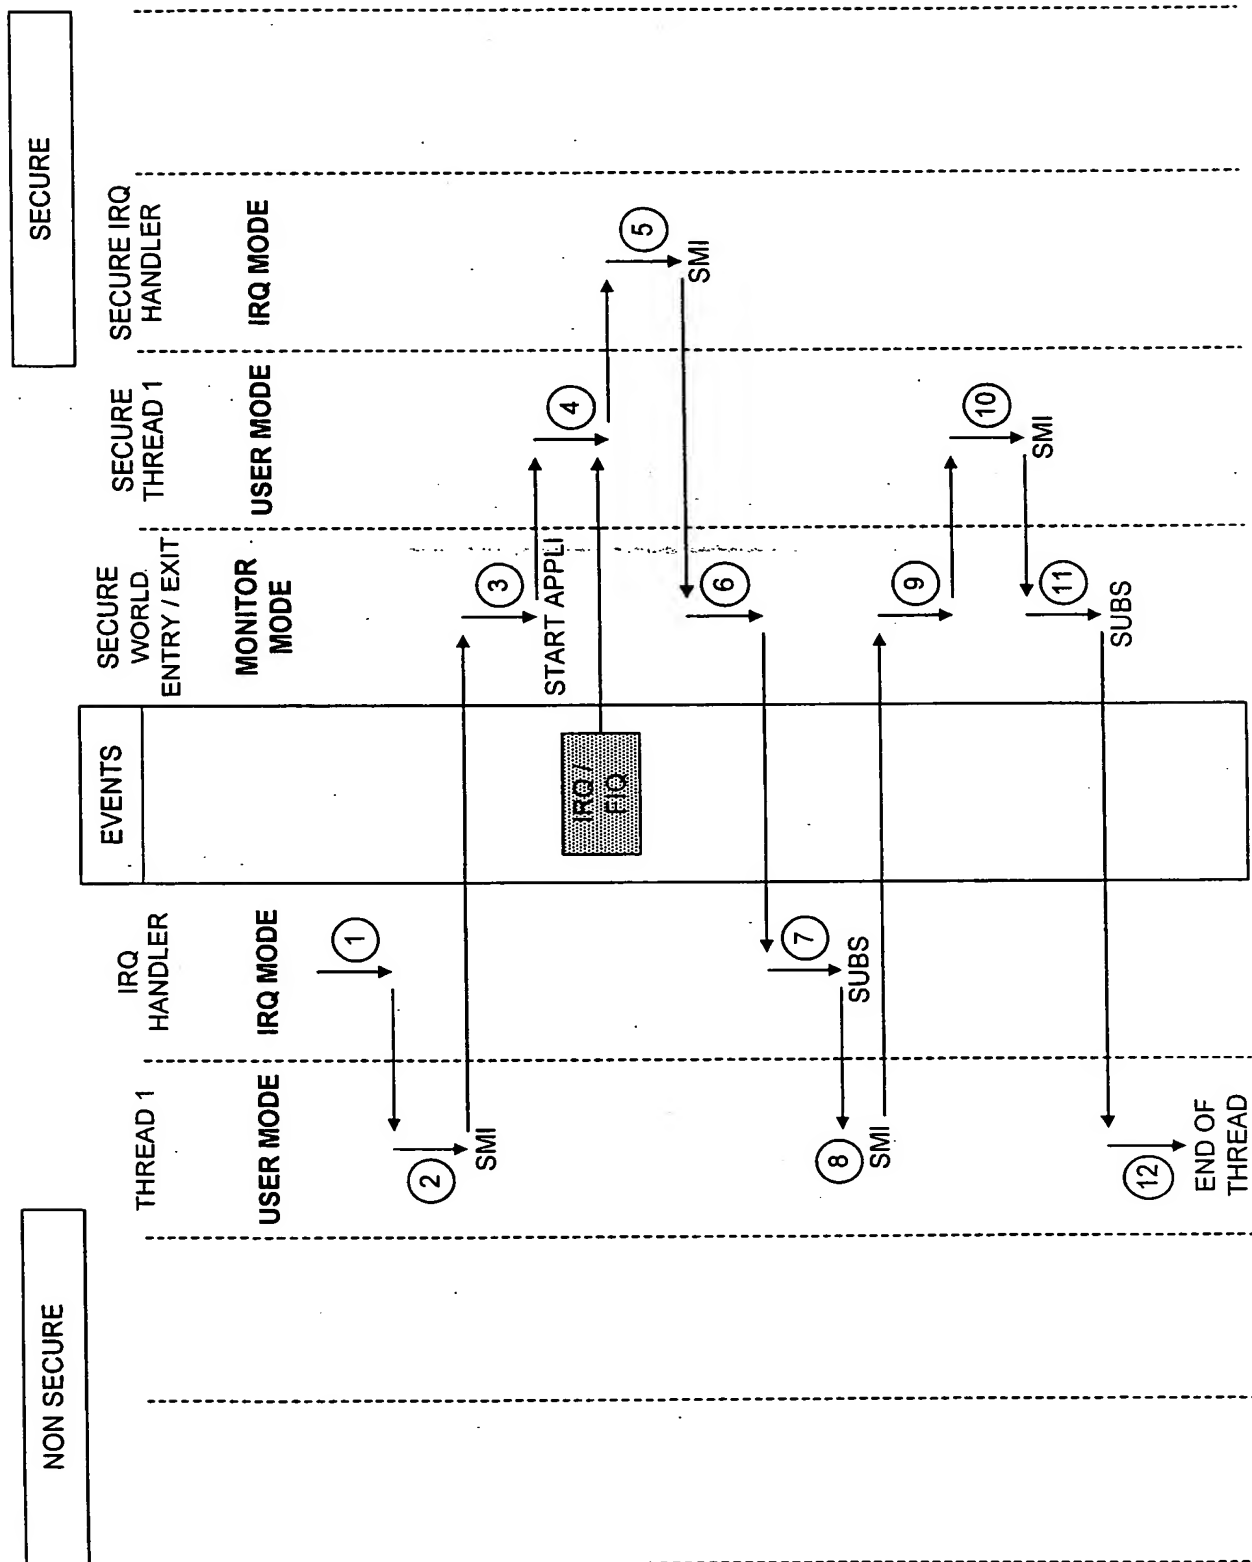 NON SECURE
SECURE
THREAD 1
USER MODE
IRQ
HANDLER
IRQ MODE
EVENTS
SECURE
WORLD
ENTRY / EXIT
MONITOR
MODE
SECURE
THREAD 1
USER MODE
SECURE IRQ
HANDLER
IRQ MODE
1
2
SMI
3
START APPLI
4
IRQ /
FIQ
5
SMI
6
7
SUBS
8
SMI
9
10
SMI
11
SUBS
12
END OF
THREAD